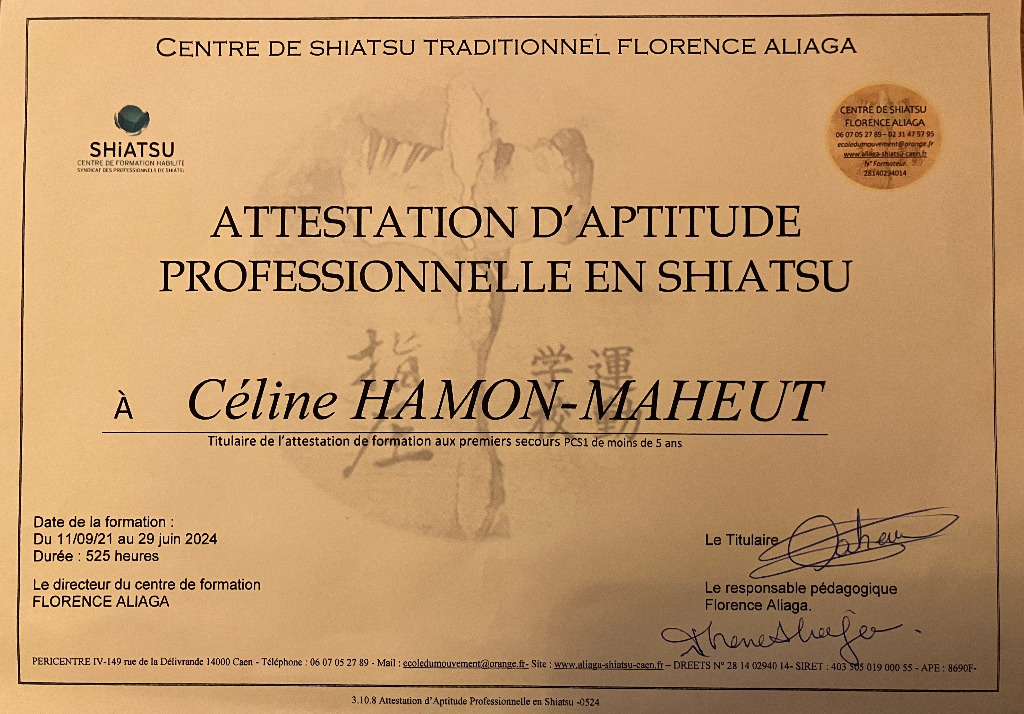 CENTRE DE SHIATSU TRADITIONNEL FLORENCE ALIAGA
SHiATSU
CENTRE DE FORMATION HABILITÉ
SYNDICAT DES PROFESSIONNELS DE SHIATSU
CENTRE DE SHIATSU
FLORENCE ALIAGA
06 07 05 27 89 – 02 31 47 57 95
ecoledumouvement@orange.fr
www.aliaga-shiatsu-caen.fr
N° Formateur
28140294014
ATTESTATION D'APTITUDE
PROFESSIONNELLE EN SHIATSU
指 学 運
圧 校 動
À Céline HAMON-MAHEUT
Titulaire de l'attestation de formation aux premiers secours PCS1 de moins de 5 ans
Date de la formation :
Du 11/09/21 au 29 juin 2024
Durée : 525 heures
Le directeur du centre de formation
FLORENCE ALIAGA
Le Titulaire
Le responsable pédagogique
Florence Aliaga.
PERICENTRE IV-149 rue de la Délivrande 14000 Caen - Téléphone : 06 07 05 27 89 - Mail : ecoledumouvement@orange.fr- Site : www.aliaga-shiatsu-caen.fr – DREETS N° 28 14 02940 14- SIRET : 403 505 019 000 55 - APE : 8690F-
3.10.8 Attestation d'Aptitude Professionnelle en Shiatsu -0524